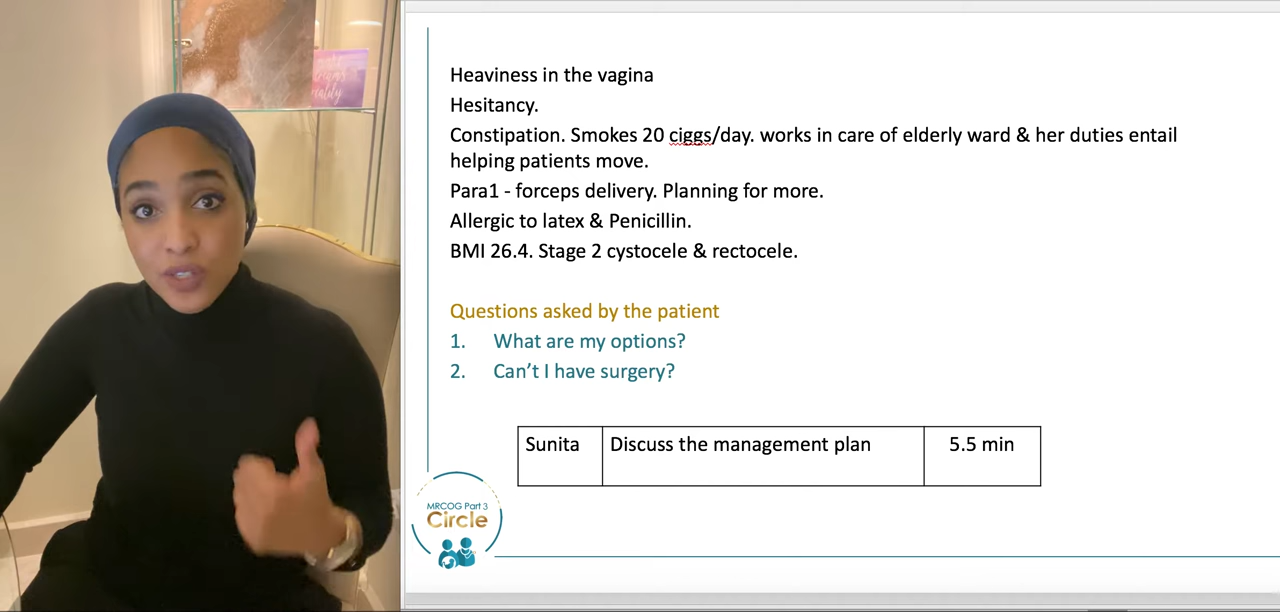 Heaviness in the vagina
Hesitancy.
Constipation. Smokes 20 ciggs/day. works in care of elderly ward & her duties entail
helping patients move.
Para1 - forceps delivery. Planning for more.
Allergic to latex & Penicillin.
BMI 26.4. Stage 2 cystocele & rectocele.
Questions asked by the patient
1. What are my options?
2. Can't I have surgery?
Sunita Discuss the management plan 5.5 min
MRCOG Part 3
Circle